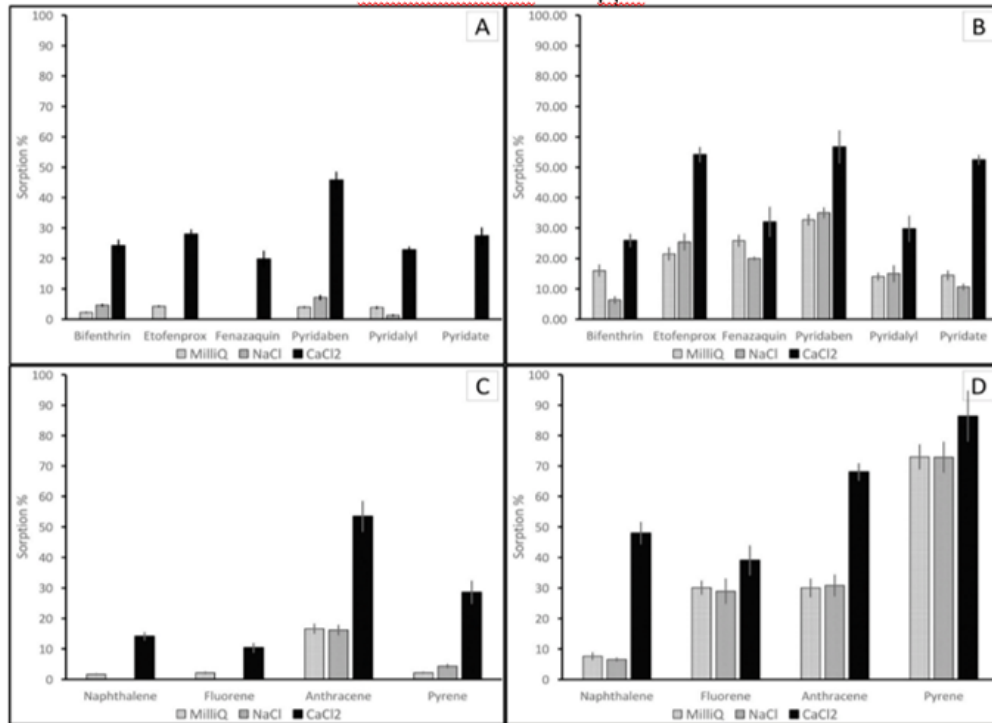 A
100
90
80
70
60
50
40
30
20
10
0
Sorption %
Bifenthrin Etofenprox Fenazaquin Pyridaben Pyridalyl Pyridate
MilliQ NaCl CaCl2
B
100.00
90.00
80.00
70.00
60.00
50.00
40.00
30.00
20.00
10.00
0.00
Sorption %
Bifenthrin Etofenprox Fenazaquin Pyridaben Pyridalyl Pyridate
MilliQ NaCl CaCl2
C
100
90
80
70
60
50
40
30
20
10
0
Sorption %
Naphthalene Fluorene Anthracene Pyrene
MilliQ NaCl CaCl2
D
100
90
80
70
60
50
40
30
20
10
0
Sorption %
Naphthalene Fluorene Anthracene Pyrene
MilliQ NaCl CaCl2